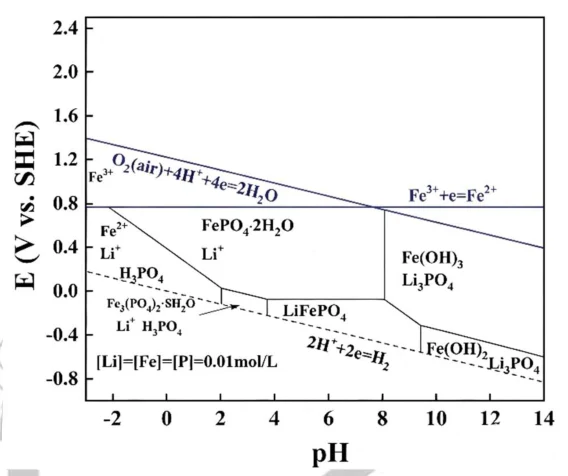 2.4
2.0
1.6
1.2
0.8
0.4
0.0
-0.4
-0.8
E (V vs. SHE)
Fe³⁺
O₂(air)+4H⁺+4e=2H₂O
Fe³⁺+e=Fe²⁺
Fe²⁺
Li⁺
H₃PO₄
FePO₄·2H₂O
Li⁺
Fe(OH)₃
Li₃PO₄
Fe₃(PO₄)₂·5H₂O
Li⁺ H₃PO₄
LiFePO₄
2H⁺+2e=H₂
Fe(OH)₂
Li₃PO₄
[Li]=[Fe]=[P]=0.01mol/L
-2 0 2 4 6 8 10 12 14
pH